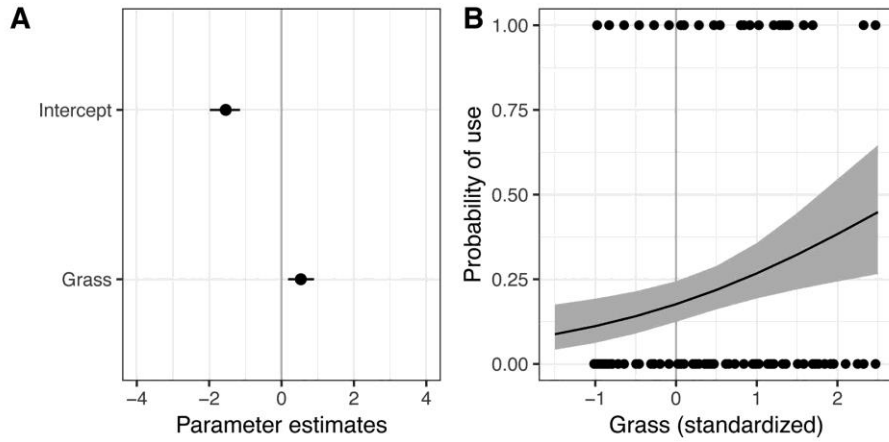 A
Intercept
Grass
−4
−2
0
2
4
Parameter estimates
B
Probability of use
1.00
0.75
0.50
0.25
0.00
−1
0
1
2
Grass (standardized)